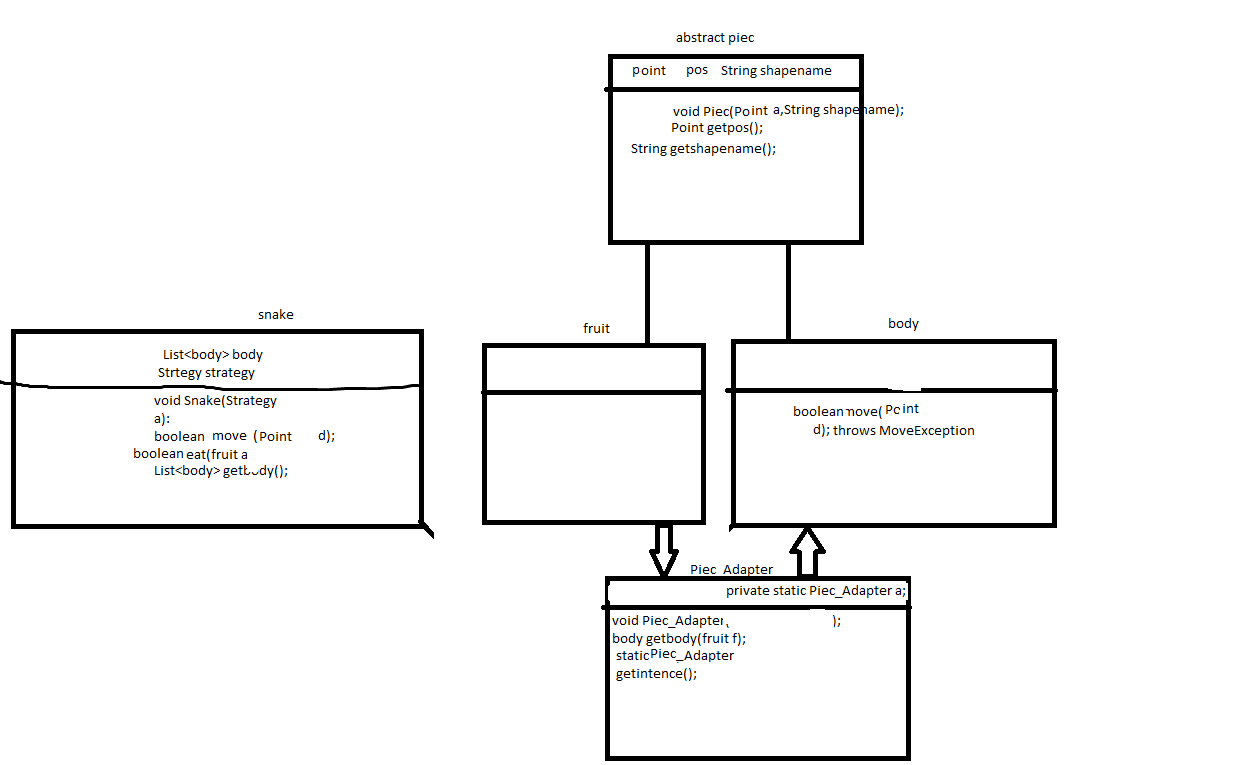 abstract piec
point pos String shapename
void Piec(Point a,String shapename);
Point getpos();
String getshapename();
snake
List<body> body
Strtegy strategy
void Snake(Strategy
a):
boolean move (Point d);
boolean eat(fruit a
List<body> getbody();
fruit
body
boolean move( Point
d); throws MoveException
Piec_Adapter
private static Piec_Adapter a;
void Piec_Adapter( );
body getbody(fruit f);
static Piec_Adapter
getintence();